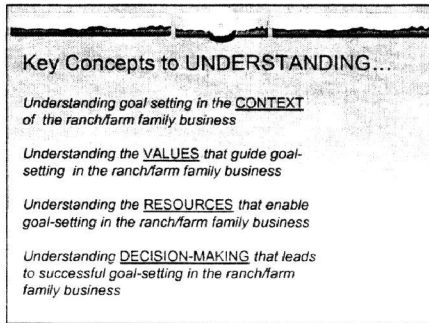 Key Concepts to UNDERSTANDING...
Understanding goal setting in the CONTEXT
of the ranch/farm family business
Understanding the VALUES that guide goal-
setting in the ranch/farm family business
Understanding the RESOURCES that enable
goal-setting in the ranch/farm family business
Understanding DECISION-MAKING that leads
to successful goal-setting in the ranch/farm
family business